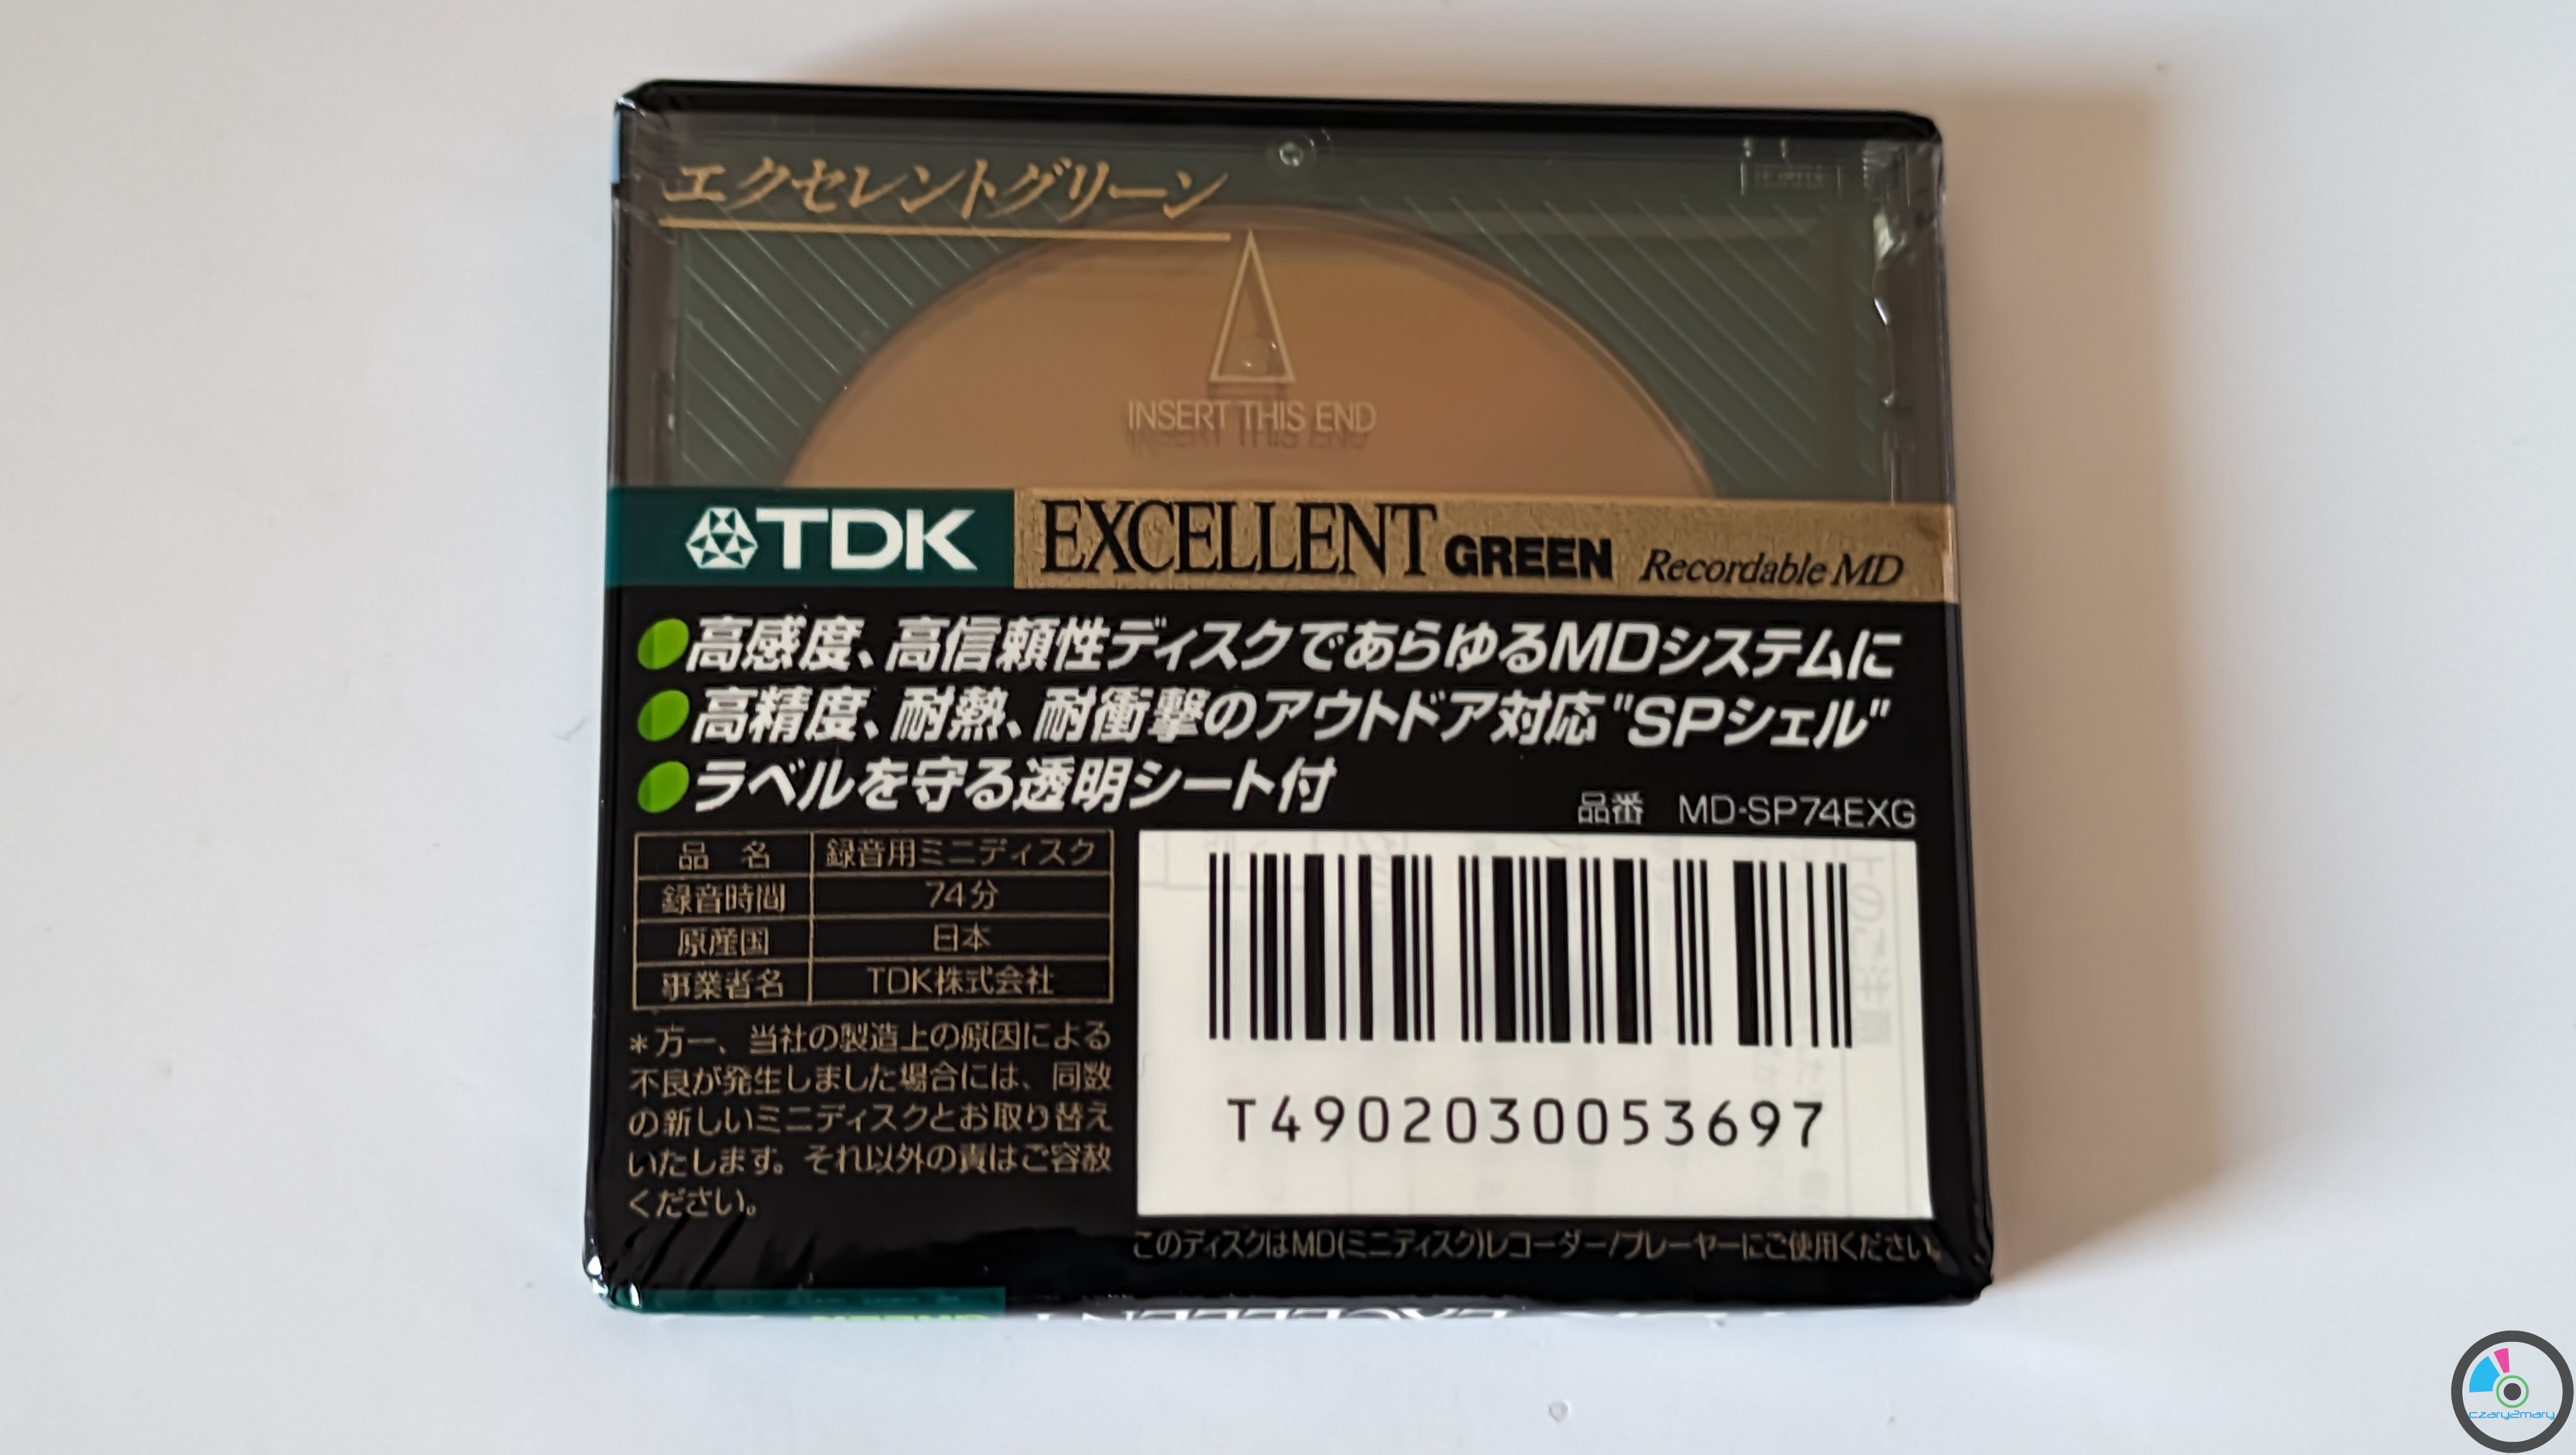 エクセレントグリーン
INSERT THIS END
TDK EXCELLENT GREEN Recordable MD
●高感度、高信頼性ディスクであらゆるMDシステムに
●高精度、耐熱、耐衝撃のアウトドア対応"SPシェル"
●ラベルを守る透明シート付
品番 MD-SP74EXG
品 名 録音用ミニディスク
録音時間 74分
原産国 日本
事業者名 TDK株式会社
*万一、当社の製造上の原因による
不良が発生しました場合には、同数
の新しいミニディスクとお取り替え
いたします。それ以外の責はご容赦
ください。
T4902030053697
このディスクはMD(ミニディスク)レコーダー/プレーヤーにご使用ください。
czary2mary